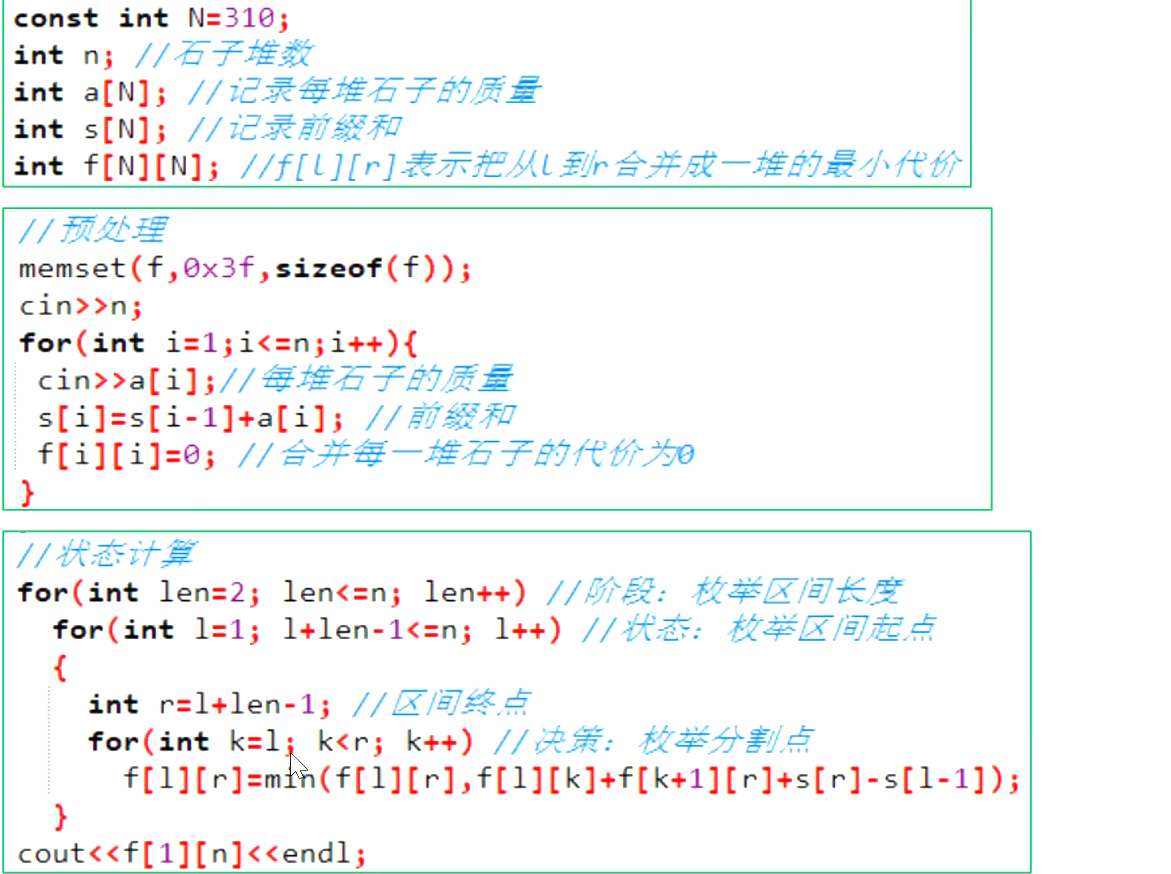 const int N=310;
int n; //石子堆数
int a[N]; //记录每堆石子的质量
int s[N]; //记录前缀和
int f[N][N]; //f[l][r]表示把从l到r合并成一堆的最小代价
//预处理
memset(f,0x3f,sizeof(f));
cin>>n;
for(int i=1;i<=n;i++){
cin>>a[i];//每堆石子的质量
s[i]=s[i-1]+a[i]; //前缀和
f[i][i]=0; //合并每一堆石子的代价为0
}
//状态计算
for(int len=2; len<=n; len++) //阶段: 枚举区间长度
for(int l=1; l+len-1<=n; l++) //状态: 枚举区间起点
{
int r=l+len-1; //区间终点
for(int k=l; k<r; k++) //决策: 枚举分割点
f[l][r]=min(f[l][r],f[l][k]+f[k+1][r]+s[r]-s[l-1]);
}
cout<<f[1][n]<<endl;